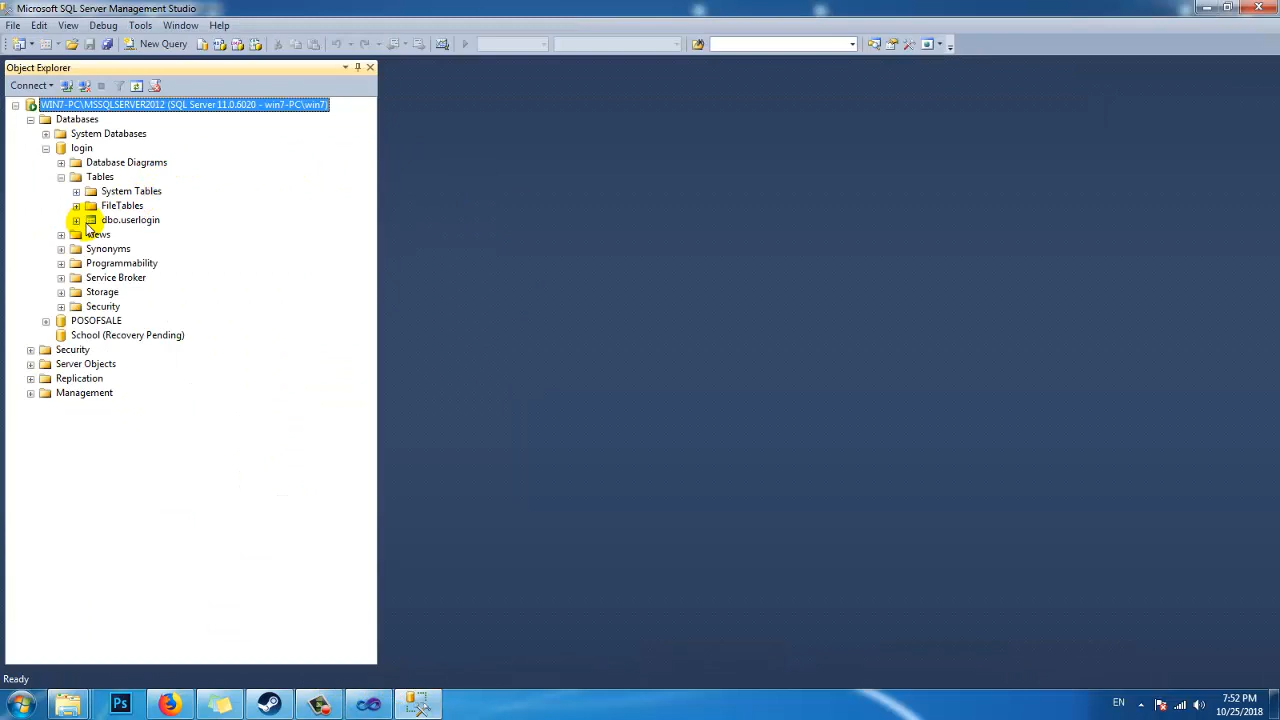 Microsoft SQL Server Management Studio
File Edit View Debug Tools Window Help
New Query
Object Explorer
Connect
WIN7-PC\MSSQLSERVER2012 (SQL Server 11.0.6020 - win7-PC\win7)
Databases
System Databases
login
Database Diagrams
Tables
System Tables
FileTables
dbo.userlogin
Synonyms
Programmability
Service Broker
Storage
Security
POSOFSALE
School (Recovery Pending)
Security
Server Objects
Replication
Management
Ready
Ps
EN
7:52 PM
10/25/2018